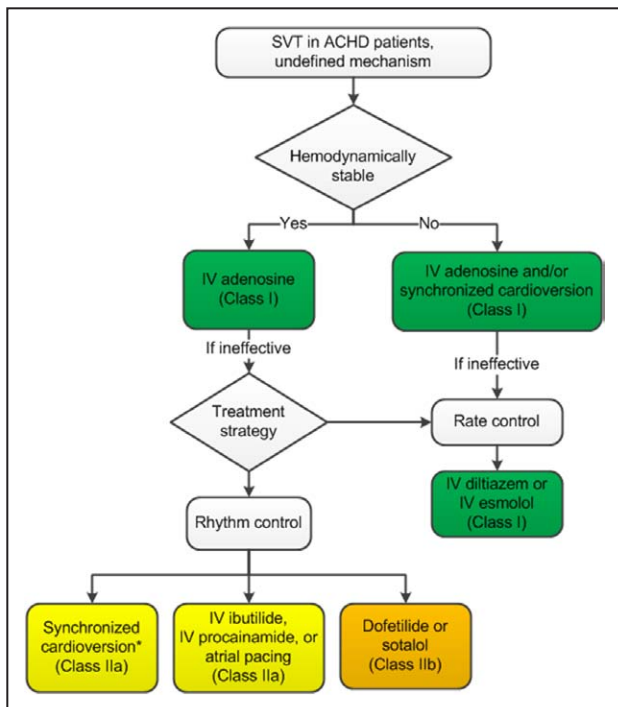 SVT in ACHD patients,
undefined mechanism
Hemodynamically
stable
Yes
No
IV adenosine
(Class I)
IV adenosine and/or
synchronized cardioversion
(Class I)
If ineffective
If ineffective
Treatment
strategy
Rate control
IV diltiazem or
IV esmolol
(Class I)
Rhythm control
Synchronized
cardioversion*
(Class IIa)
IV ibutilide,
IV procainamide, or
atrial pacing
(Class IIa)
Dofetilide or
sotalol
(Class IIb)